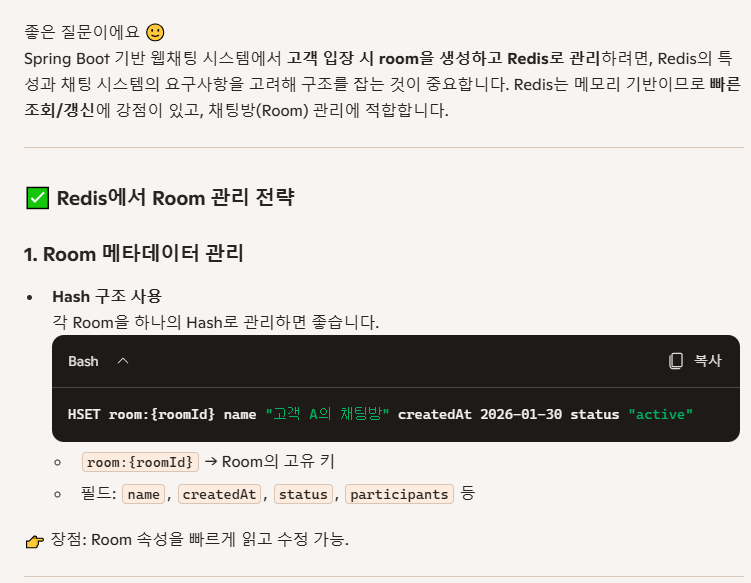 좋은 질문이에요 🙂
Spring Boot 기반 웹채팅 시스템에서 고객 입장 시 room을 생성하고 Redis로 관리하려면, Redis의 특
성과 채팅 시스템의 요구사항을 고려해 구조를 잡는 것이 중요합니다. Redis는 메모리 기반이므로 빠른
조회/갱신에 강점이 있고, 채팅방(Room) 관리에 적합합니다.
✅ Redis에서 Room 관리 전략
1. Room 메타데이터 관리
• Hash 구조 사용
각 Room을 하나의 Hash로 관리하면 좋습니다.
Bash 복사
HSET room:{roomId} name "고객 A의 채팅방" createdAt 2026-01-30 status "active"
○ room:{roomId} → Room의 고유 키
○ 필드: name, createdAt, status, participants 등
👉 장점: Room 속성을 빠르게 읽고 수정 가능.